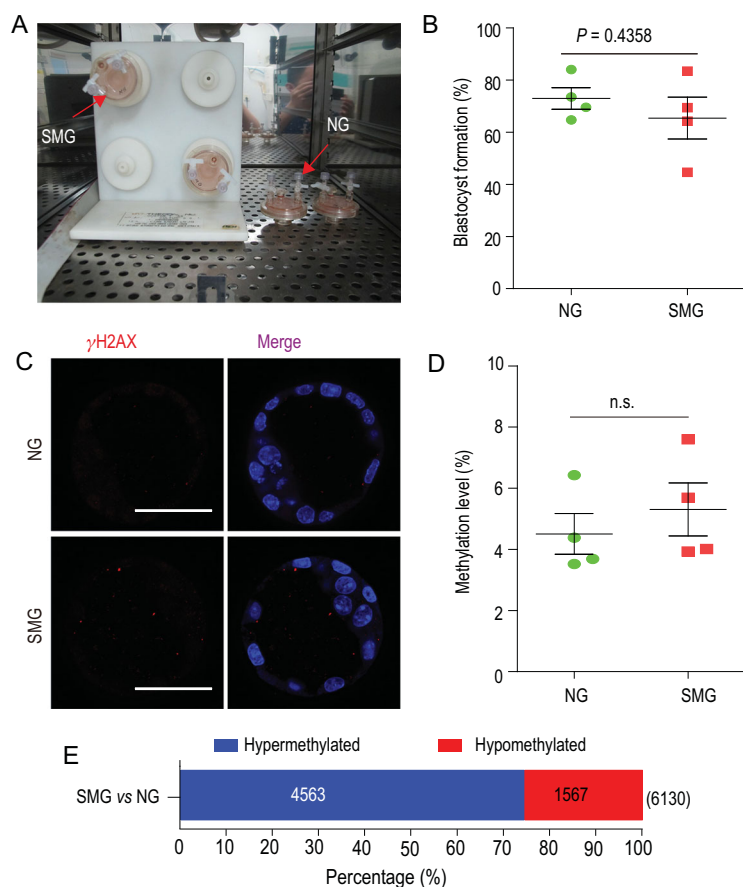 A
SMG
NG
B
P = 0.4358
Blastocyst formation (%)
100
80
60
40
20
0
NG
SMG
C
γH2AX
Merge
NG
SMG
D
n.s.
Methylation level (%)
10
8
6
4
2
0
NG
SMG
E
Hypermethylated
Hypomethylated
SMG vs NG
4563
1567
(6130)
0 10 20 30 40 50 60 70 80 90 100
Percentage (%)